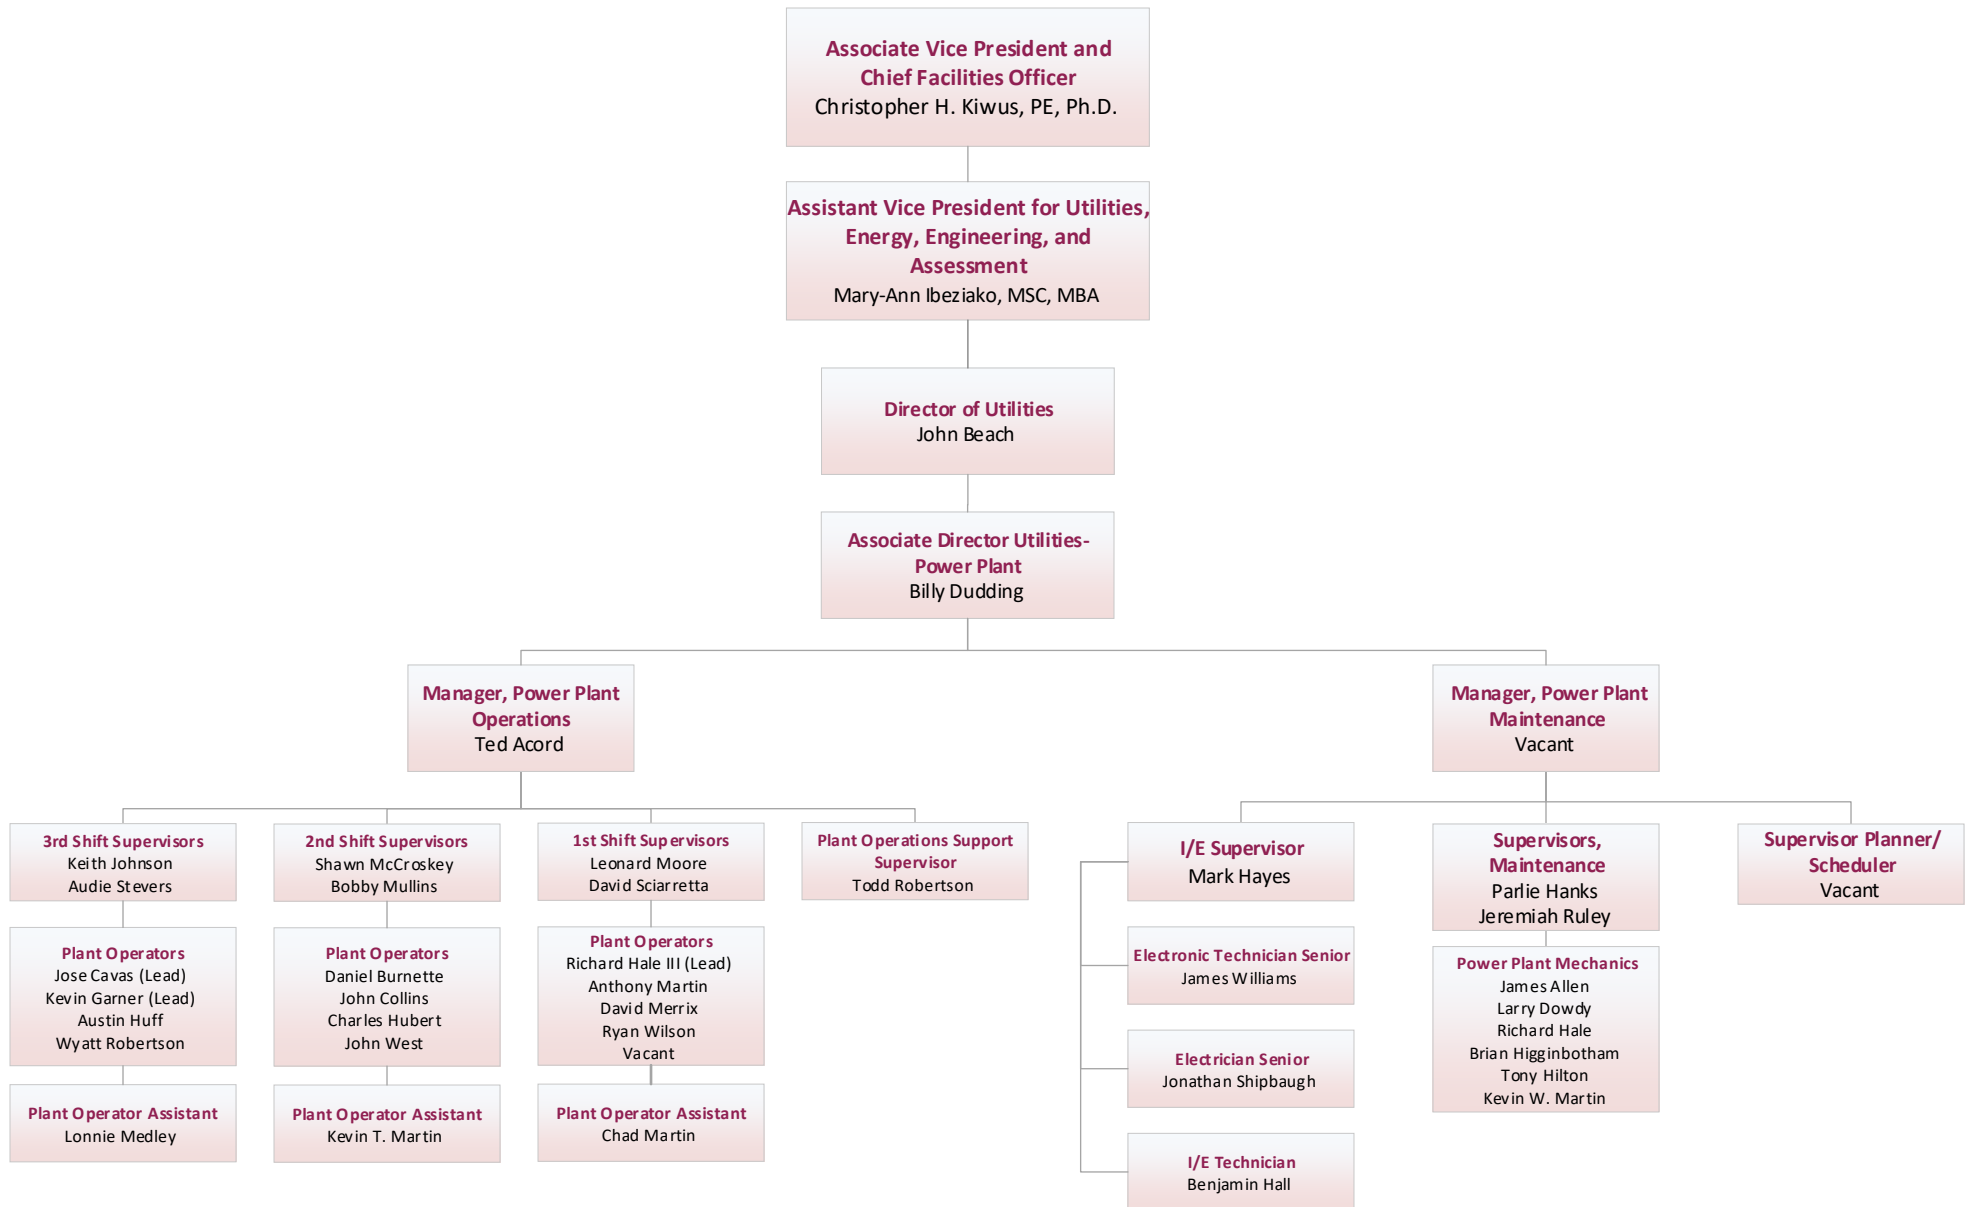 Associate Vice President and
Chief Facilities Officer
Christopher H. Kiwus, PE, Ph.D.
Assistant Vice President for Utilities,
Energy, Engineering, and
Assessment
Mary-Ann Ibeziako, MSC, MBA
Director of Utilities
John Beach
Associate Director Utilities-
Power Plant
Billy Dudding
Manager, Power Plant
Operations
Ted Acord
Manager, Power Plant
Maintenance
Vacant
3rd Shift Supervisors
Keith Johnson
Audie Stevers
2nd Shift Supervisors
Shawn McCroskey
Bobby Mullins
1st Shift Supervisors
Leonard Moore
David Sciarretta
Plant Operations Support
Supervisor
Todd Robertson
I/E Supervisor
Mark Hayes
Supervisors,
Maintenance
Parlie Hanks
Jeremiah Ruley
Supervisor Planner/
Scheduler
Vacant
Plant Operators
Jose Cavas (Lead)
Kevin Garner (Lead)
Austin Huff
Wyatt Robertson
Plant Operators
Daniel Burnette
John Collins
Charles Hubert
John West
Plant Operators
Richard Hale III (Lead)
Anthony Martin
David Merrix
Ryan Wilson
Vacant
Electronic Technician Senior
James Williams
Power Plant Mechanics
James Allen
Larry Dowdy
Richard Hale
Brian Higginbotham
Tony Hilton
Kevin W. Martin
Electrician Senior
Jonathan Shipbaugh
Plant Operator Assistant
Lonnie Medley
Plant Operator Assistant
Kevin T. Martin
Plant Operator Assistant
Chad Martin
I/E Technician
Benjamin Hall